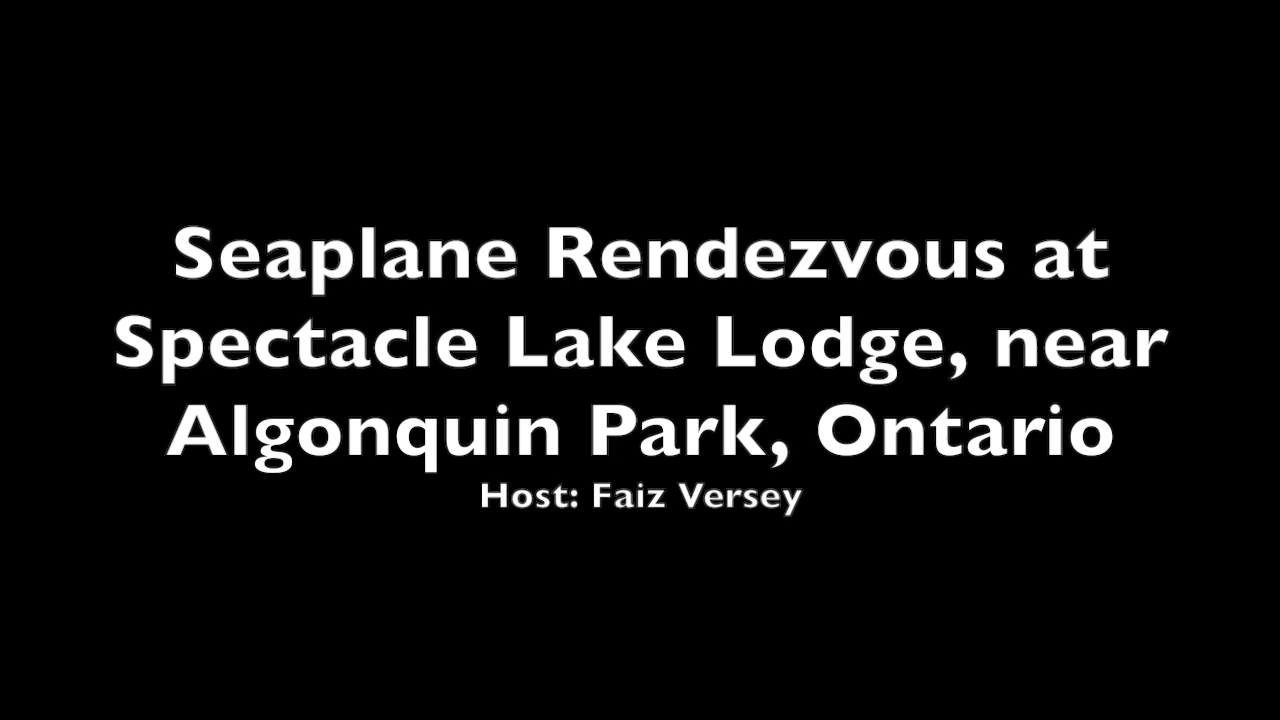 Seaplane Rendezvous at
Spectacle Lake Lodge, near
Algonquin Park, Ontario
Host: Faiz Versey